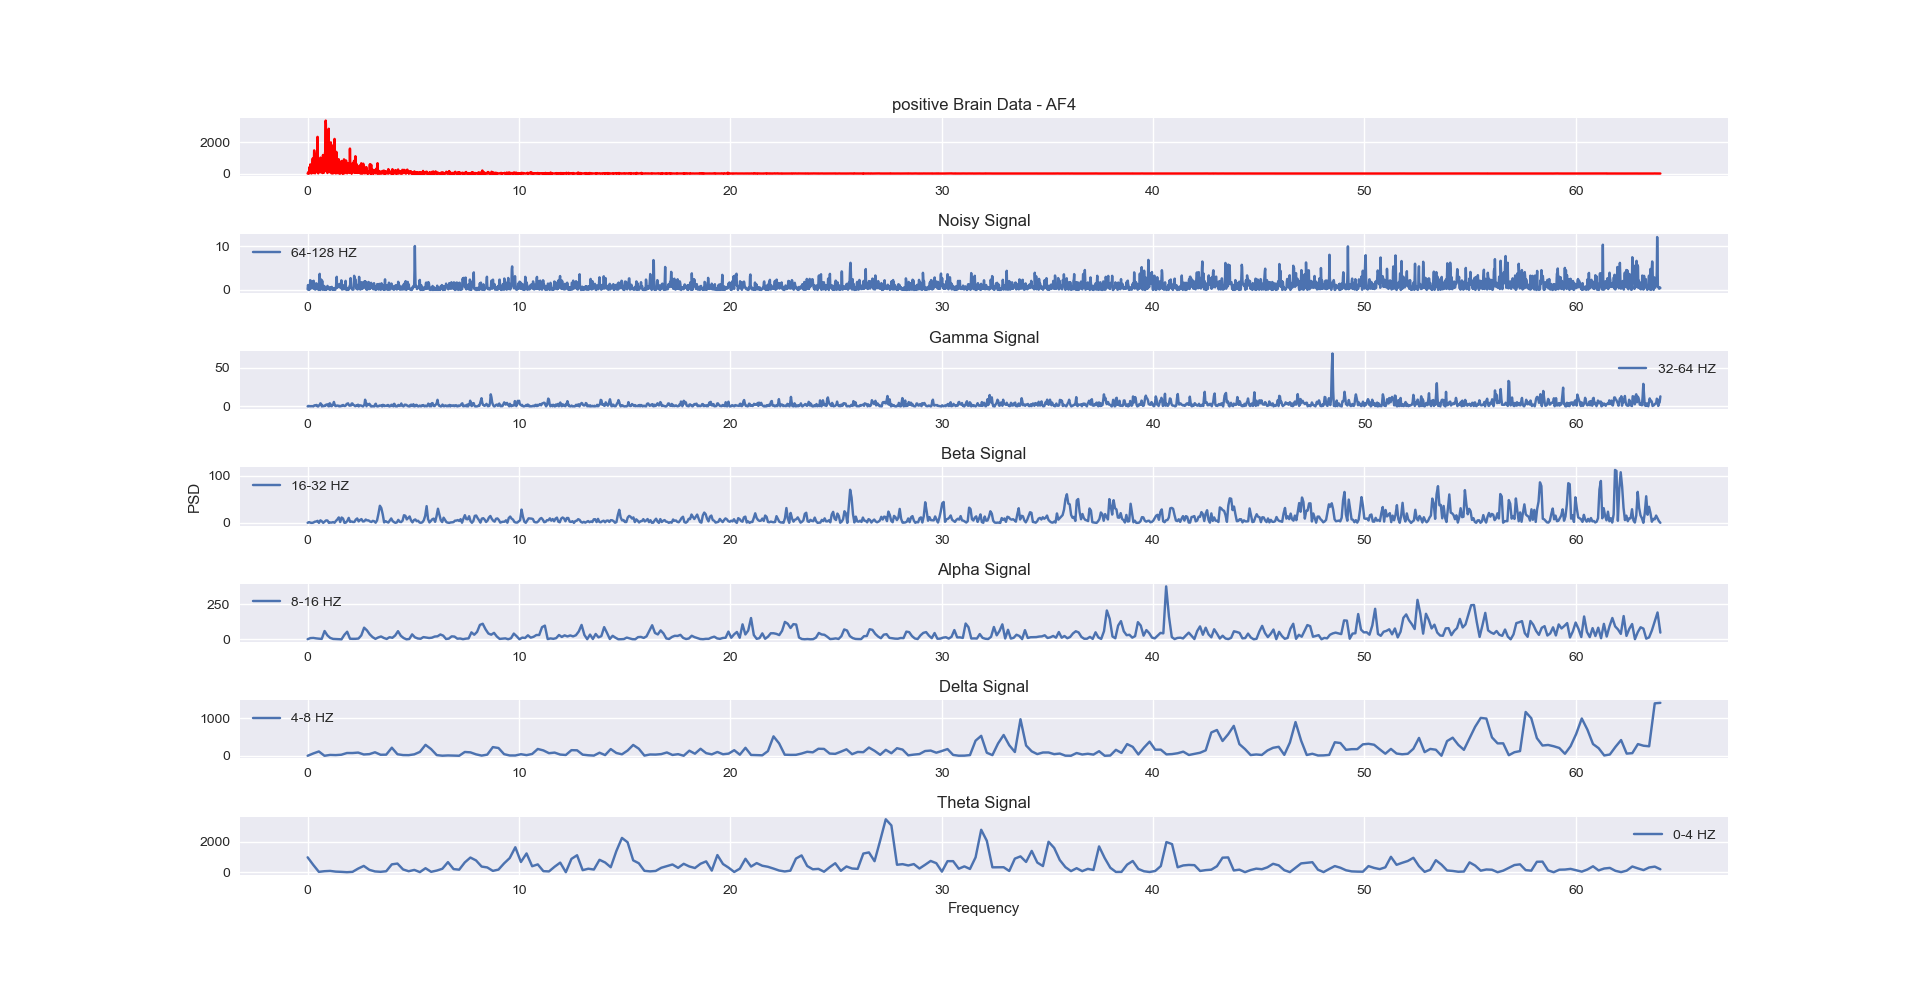 positive Brain Data - AF4
2000
0
0 10 20 30 40 50 60
Noisy Signal
10
0
64-128 HZ
0 10 20 30 40 50 60
Gamma Signal
50
0
32-64 HZ
0 10 20 30 40 50 60
Beta Signal
100
0
16-32 HZ
PSD
0 10 20 30 40 50 60
Alpha Signal
250
0
8-16 HZ
0 10 20 30 40 50 60
Delta Signal
1000
0
4-8 HZ
0 10 20 30 40 50 60
Theta Signal
2000
0
0-4 HZ
0 10 20 30 40 50 60
Frequency